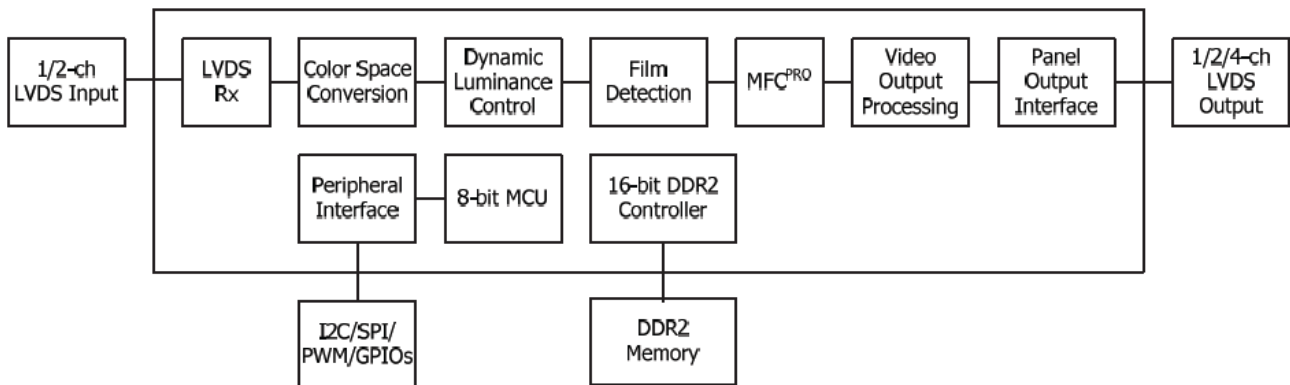 1/2-ch
LVDS Input
LVDS
Rx
Color Space
Conversion
Dynamic
Luminance
Control
Film
Detection
MFCPRO
Video
Output
Processing
Panel
Output
Interface
1/2/4-ch
LVDS
Output
Peripheral
Interface
8-bit MCU
16-bit DDR2
Controller
I2C/SPI/
PWM/GPIOs
DDR2
Memory